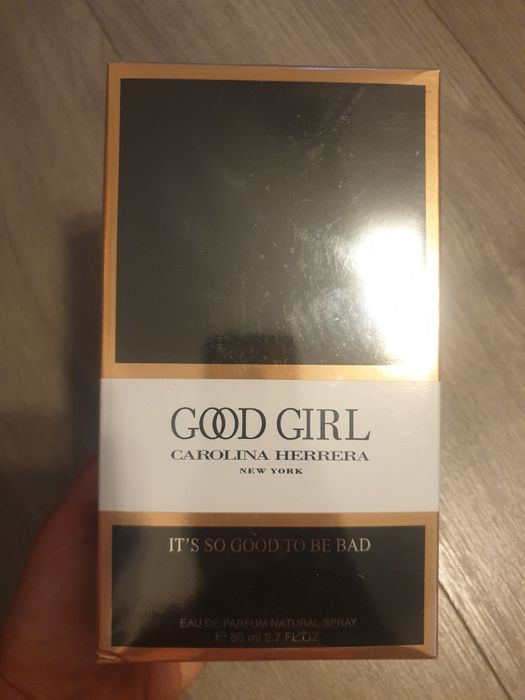 GOOD GIRL
CAROLINA HERRERA
NEW YORK
IT'S SO GOOD TO BE BAD
EAU DE PARFUM NATURAL SPRAY
℮ 80 ml 2.7 FL.OZ